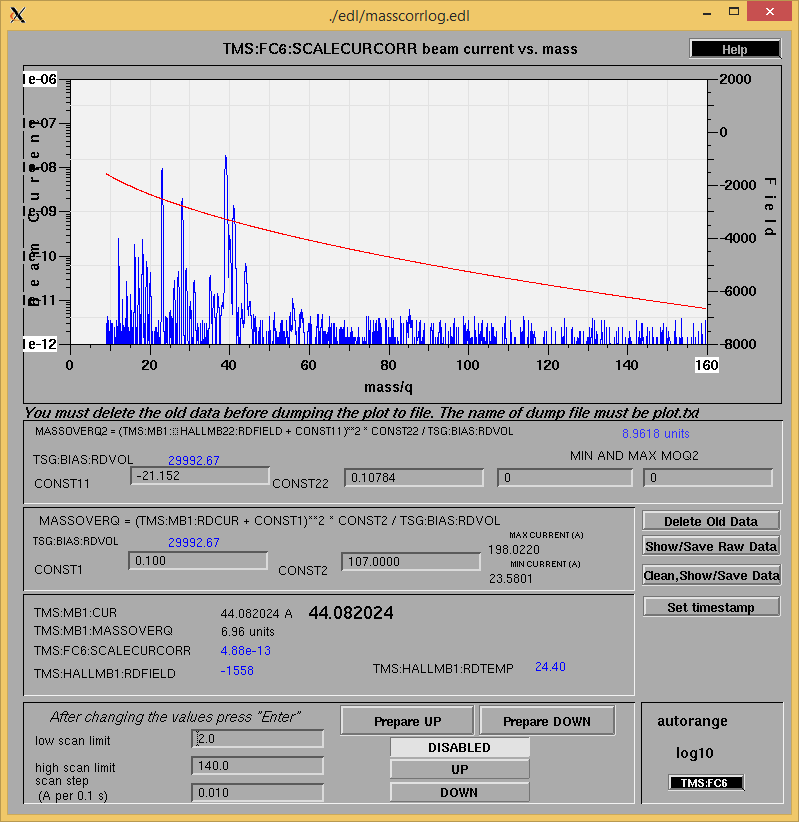 ./edl/masscorrlog.edl
TMS:FC6:SCALECURCORR beam current vs. mass
Help
1e-06
1e-07
1e-08
1e-09
1e-10
1e-11
1e-12
Beam Current
2000
0
-2000
-4000
-6000
-8000
Field
0 20 40 60 80 100 120 140 160
mass/q
You must delete the old data before dumping the plot to file. The name of dump file must be plot.txt
MASSOVERQ2 = (TMS:MB1: HALLMB22:RDFIELD + CONST11)**2 * CONST22 / TSG:BIAS:RDVOL
8.9618 units
TSG:BIAS:RDVOL 29992.67
MIN AND MAX MOQ2
CONST11 -21.152 CONST22 0.10784 0 0
MASSOVERQ = (TMS:MB1:RDCUR + CONST1)**2 * CONST2 / TSG:BIAS:RDVOL
TSG:BIAS:RDVOL 29992.67
MAX CURRENT (A)
198.0220
CONST1 0.100 CONST2 107.0000
MIN CURRENT (A)
23.5801
Delete Old Data
Show/Save Raw Data
Clean,Show/Save Data
Set timestamp
TMS:MB1:CUR 44.082024 A 44.082024
TMS:MB1:MASSOVERQ 6.96 units
TMS:FC6:SCALECURCORR 4.88e-13
TMS:HALLMB1:RDFIELD -1558
TMS:HALLMB1:RDTEMP 24.40
After changing the values press "Enter"
low scan limit 2.0
high scan limit 140.0
scan step
(A per 0.1 s) 0.010
Prepare UP
Prepare DOWN
DISABLED
UP
DOWN
autorange
log10
TMS:FC6